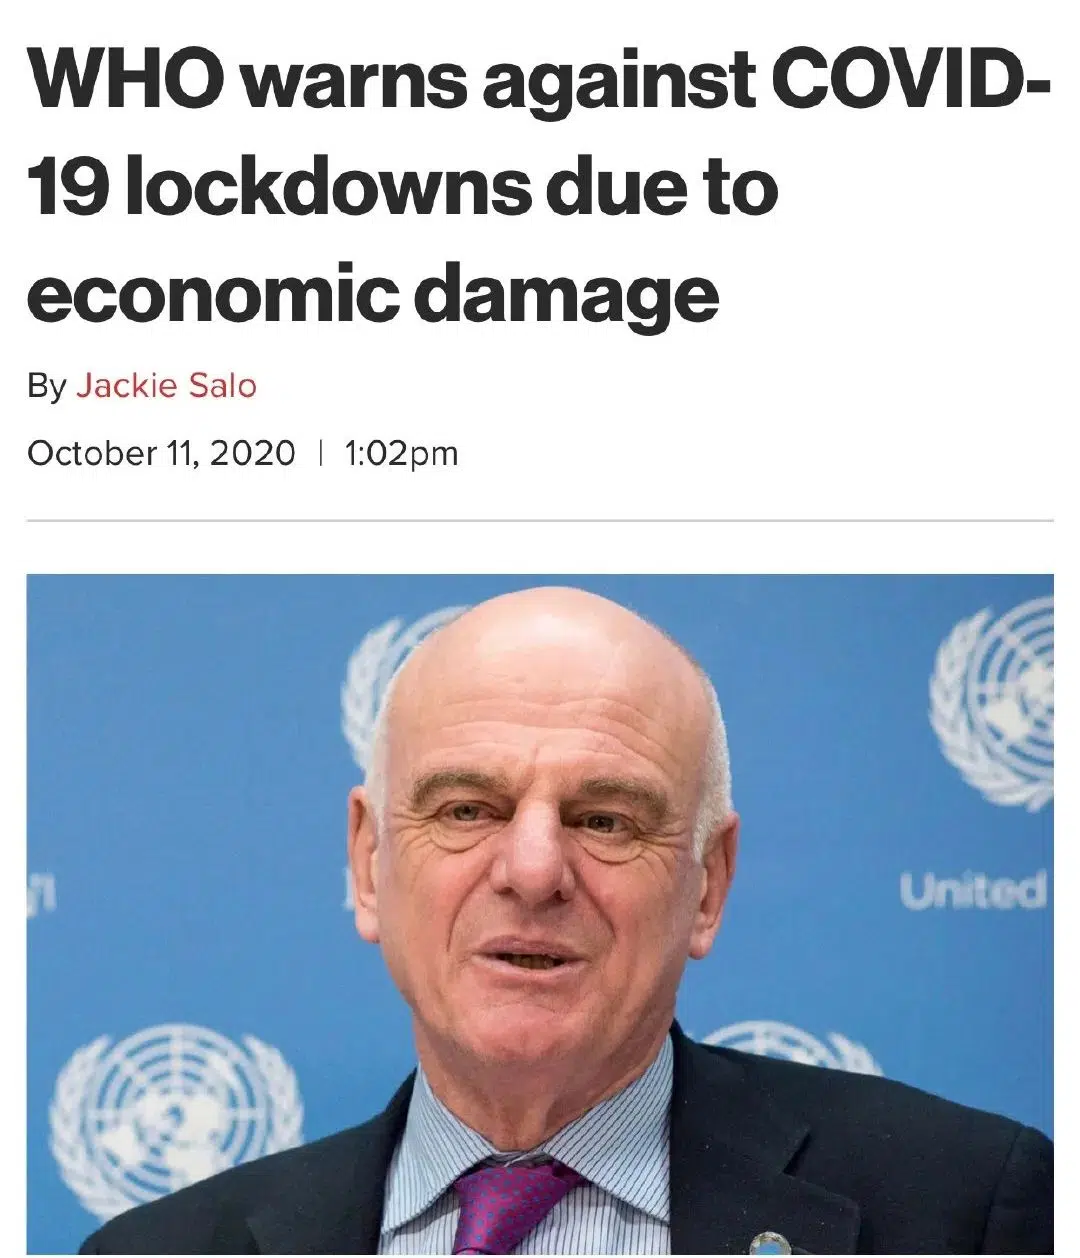 WHO warns against COVID-
19 lockdowns due to
economic damage
By Jackie Salo
October 11, 2020 | 1:02pm
United